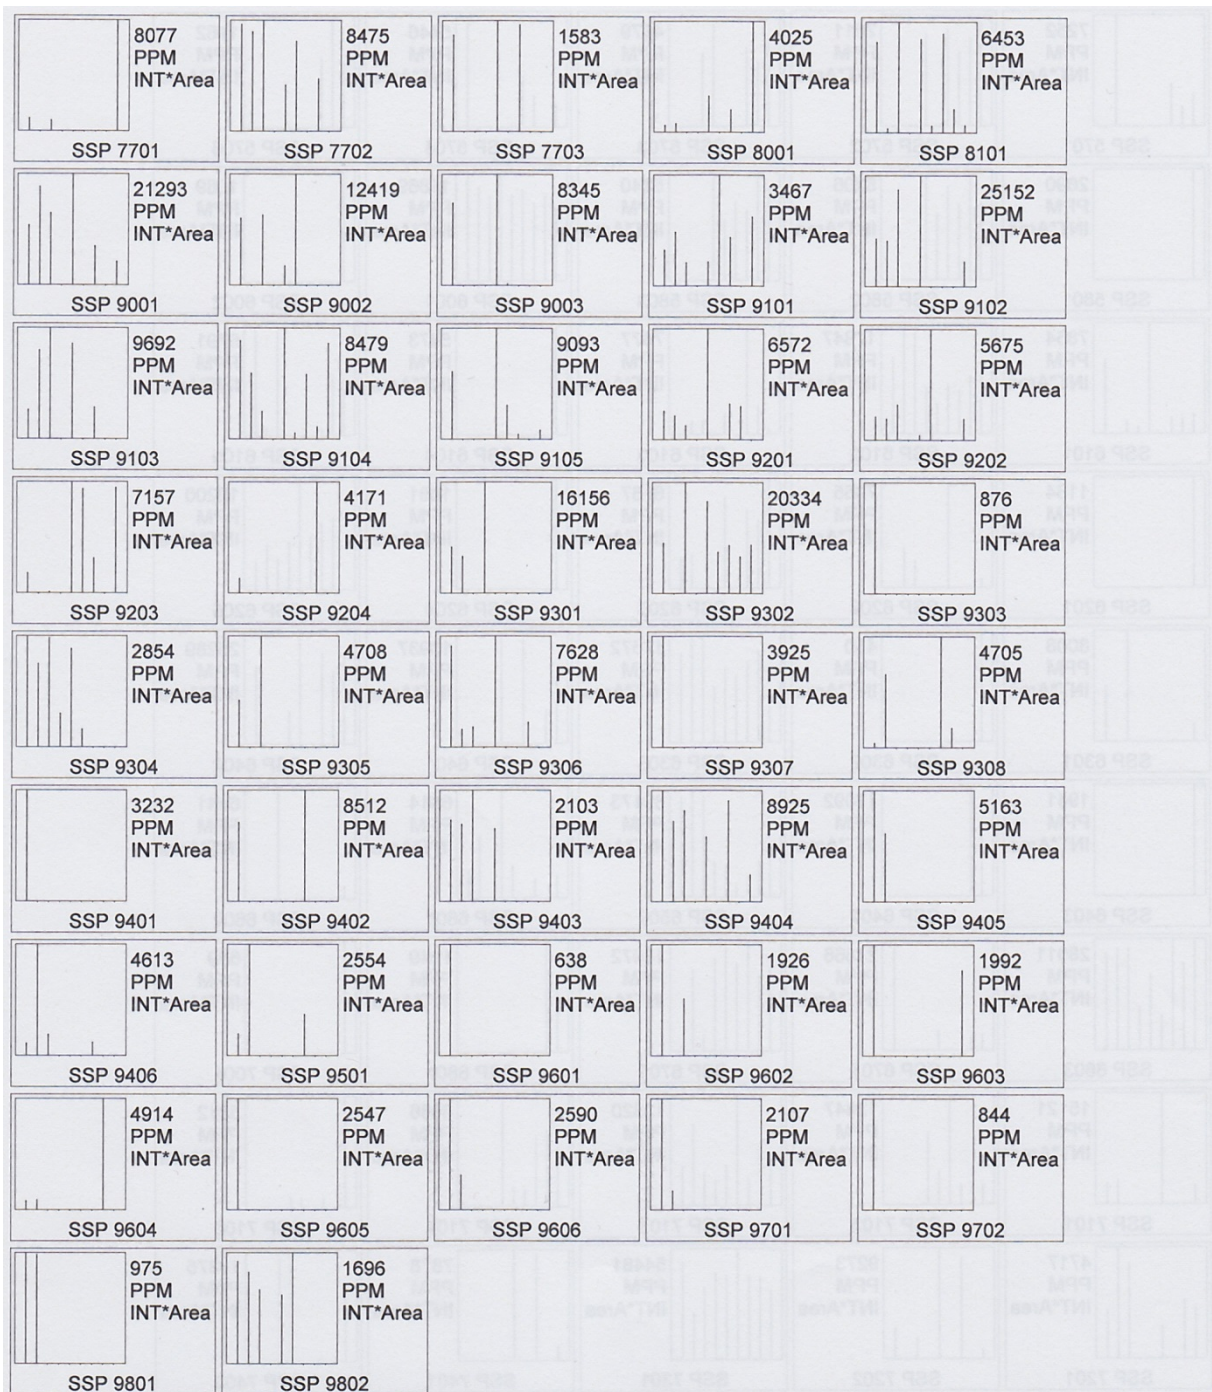 8077
PPM
INT*Area
SSP 7701
8475
PPM
INT*Area
SSP 7702
1583
PPM
INT*Area
SSP 7703
4025
PPM
INT*Area
SSP 8001
6453
PPM
INT*Area
SSP 8101
21293
PPM
INT*Area
SSP 9001
12419
PPM
INT*Area
SSP 9002
8345
PPM
INT*Area
SSP 9003
3467
PPM
INT*Area
SSP 9101
25152
PPM
INT*Area
SSP 9102
9692
PPM
INT*Area
SSP 9103
8479
PPM
INT*Area
SSP 9104
9093
PPM
INT*Area
SSP 9105
6572
PPM
INT*Area
SSP 9201
5675
PPM
INT*Area
SSP 9202
7157
PPM
INT*Area
SSP 9203
4171
PPM
INT*Area
SSP 9204
16156
PPM
INT*Area
SSP 9301
20334
PPM
INT*Area
SSP 9302
876
PPM
INT*Area
SSP 9303
2854
PPM
INT*Area
SSP 9304
4708
PPM
INT*Area
SSP 9305
7628
PPM
INT*Area
SSP 9306
3925
PPM
INT*Area
SSP 9307
4705
PPM
INT*Area
SSP 9308
3232
PPM
INT*Area
SSP 9401
8512
PPM
INT*Area
SSP 9402
2103
PPM
INT*Area
SSP 9403
8925
PPM
INT*Area
SSP 9404
5163
PPM
INT*Area
SSP 9405
4613
PPM
INT*Area
SSP 9406
2554
PPM
INT*Area
SSP 9501
638
PPM
INT*Area
SSP 9601
1926
PPM
INT*Area
SSP 9602
1992
PPM
INT*Area
SSP 9603
4914
PPM
INT*Area
SSP 9604
2547
PPM
INT*Area
SSP 9605
2590
PPM
INT*Area
SSP 9606
2107
PPM
INT*Area
SSP 9701
844
PPM
INT*Area
SSP 9702
975
PPM
INT*Area
SSP 9801
1696
PPM
INT*Area
SSP 9802